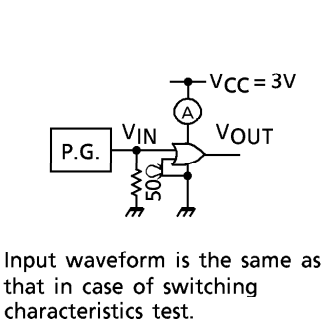 VCC = 3V
A
VIN
VOUT
P.G.
50Ω
Input waveform is the same as
that in case of switching
characteristics test.